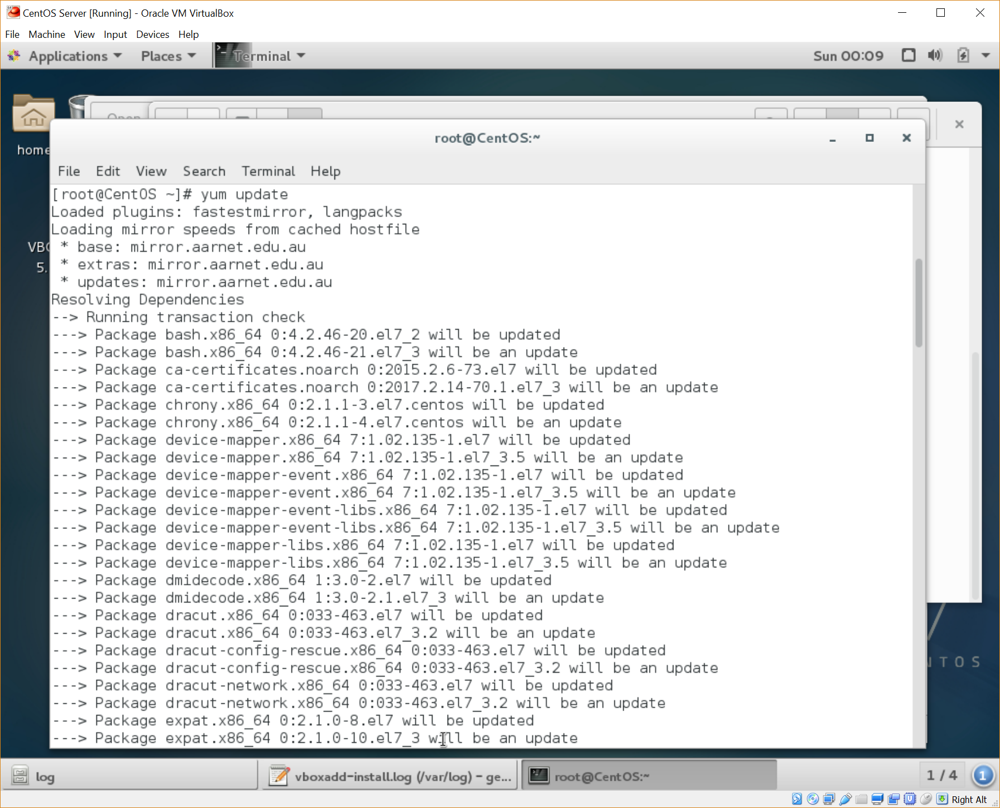 CentOS Server [Running] - Oracle VM VirtualBox
File Machine View Input Devices Help
Applications Places Terminal Sun 00:09
Open
home
root@CentOS:~
File Edit View Search Terminal Help
[root@CentOS ~]# yum update
Loaded plugins: fastestmirror, langpacks
Loading mirror speeds from cached hostfile
* base: mirror.aarnet.edu.au
* extras: mirror.aarnet.edu.au
* updates: mirror.aarnet.edu.au
Resolving Dependencies
--> Running transaction check
---> Package bash.x86_64 0:4.2.46-20.el7_2 will be updated
---> Package bash.x86_64 0:4.2.46-21.el7_3 will be an update
---> Package ca-certificates.noarch 0:2015.2.6-73.el7 will be updated
---> Package ca-certificates.noarch 0:2017.2.14-70.1.el7_3 will be an update
---> Package chrony.x86_64 0:2.1.1-3.el7.centos will be updated
---> Package chrony.x86_64 0:2.1.1-4.el7.centos will be an update
---> Package device-mapper.x86_64 7:1.02.135-1.el7 will be updated
---> Package device-mapper.x86_64 7:1.02.135-1.el7_3.5 will be an update
---> Package device-mapper-event.x86_64 7:1.02.135-1.el7 will be updated
---> Package device-mapper-event.x86_64 7:1.02.135-1.el7_3.5 will be an update
---> Package device-mapper-event-libs.x86_64 7:1.02.135-1.el7 will be updated
---> Package device-mapper-event-libs.x86_64 7:1.02.135-1.el7_3.5 will be an update
---> Package device-mapper-libs.x86_64 7:1.02.135-1.el7 will be updated
---> Package device-mapper-libs.x86_64 7:1.02.135-1.el7_3.5 will be an update
---> Package dmidecode.x86_64 1:3.0-2.el7 will be updated
---> Package dmidecode.x86_64 1:3.0-2.1.el7_3 will be an update
---> Package dracut.x86_64 0:033-463.el7 will be updated
---> Package dracut.x86_64 0:033-463.el7_3.2 will be an update
---> Package dracut-config-rescue.x86_64 0:033-463.el7 will be updated
---> Package dracut-config-rescue.x86_64 0:033-463.el7_3.2 will be an update
---> Package dracut-network.x86_64 0:033-463.el7 will be updated
---> Package dracut-network.x86_64 0:033-463.el7_3.2 will be an update
---> Package expat.x86_64 0:2.1.0-8.el7 will be updated
---> Package expat.x86_64 0:2.1.0-10.el7_3 will be an update
VBO
5.
NTOS
log vboxadd-install.log (/var/log) - ge... root@CentOS:~ 1 / 4 1
Right Alt